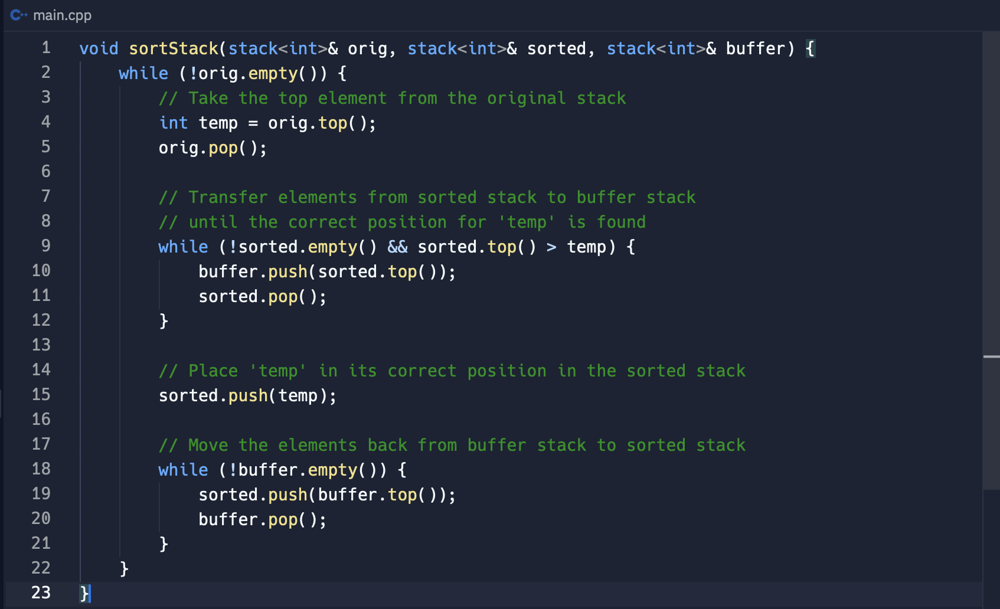 C++ main.cpp
1 void sortStack(stack<int>& orig, stack<int>& sorted, stack<int>& buffer) {
2     while (!orig.empty()) {
3         // Take the top element from the original stack
4         int temp = orig.top();
5         orig.pop();
6
7         // Transfer elements from sorted stack to buffer stack
8         // until the correct position for 'temp' is found
9         while (!sorted.empty() && sorted.top() > temp) {
10             buffer.push(sorted.top());
11             sorted.pop();
12         }
13
14         // Place 'temp' in its correct position in the sorted stack
15         sorted.push(temp);
16
17         // Move the elements back from buffer stack to sorted stack
18         while (!buffer.empty()) {
19             sorted.push(buffer.top());
20             buffer.pop();
21         }
22     }
23 }